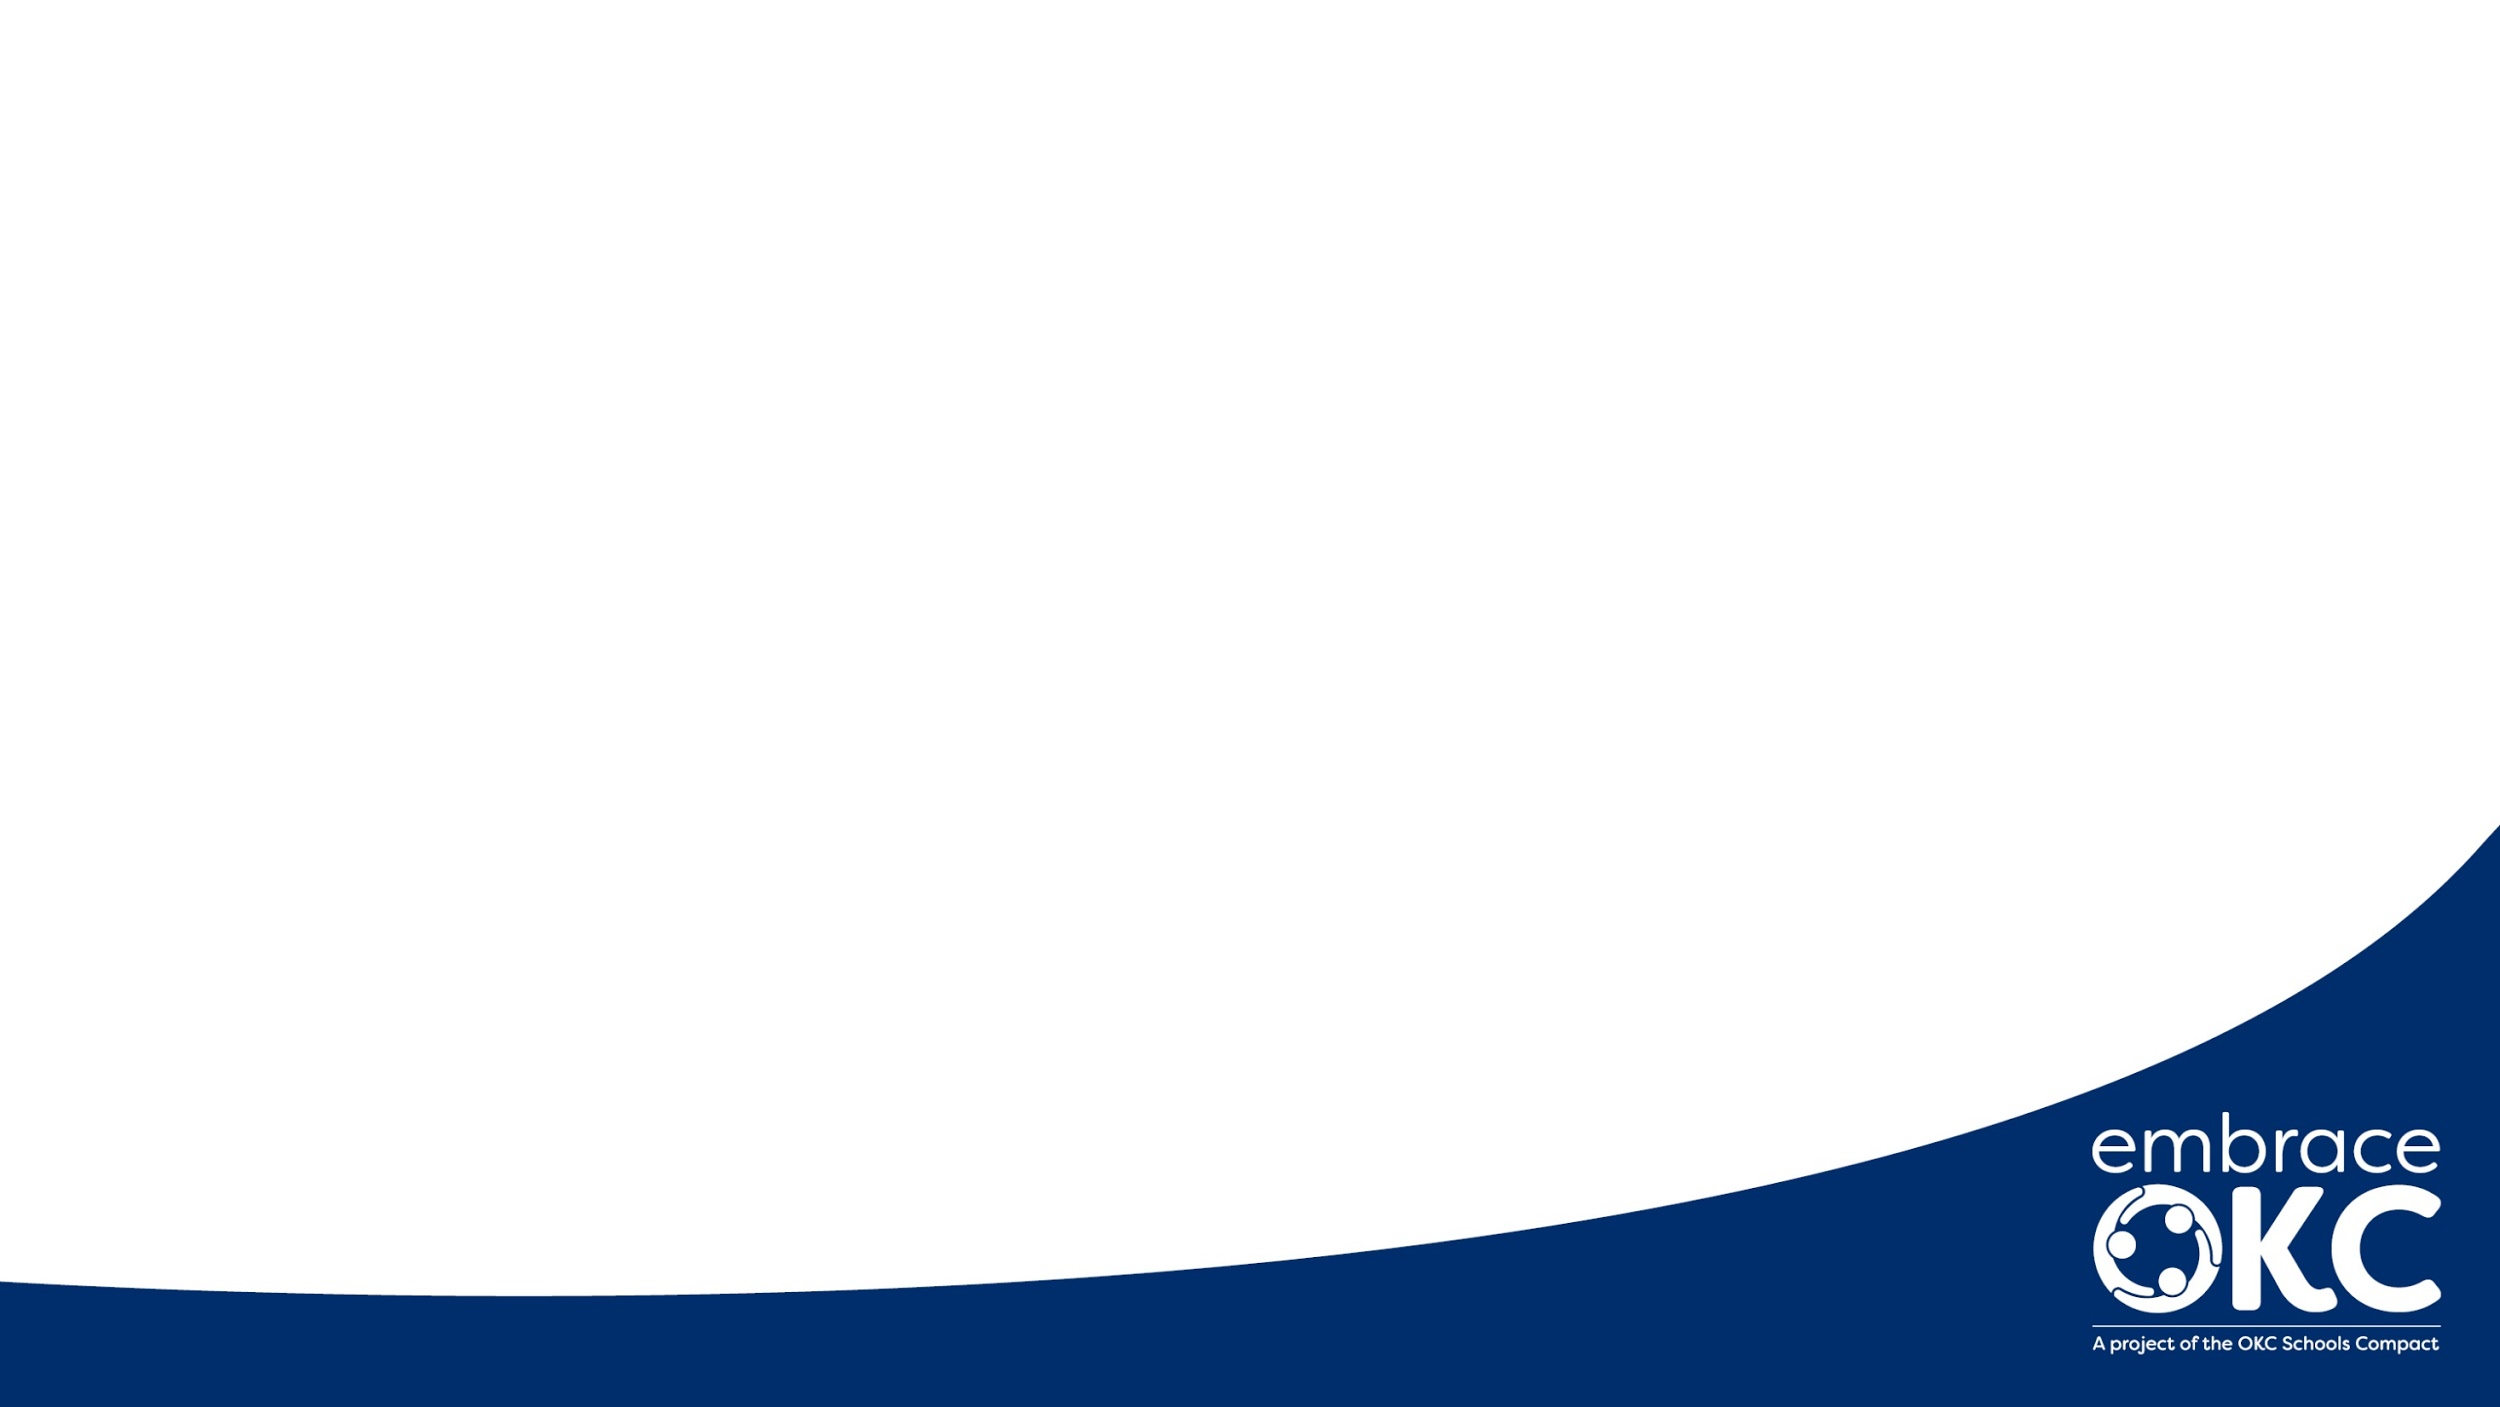 embrace
OKC
A project of the OKC Schools Compact